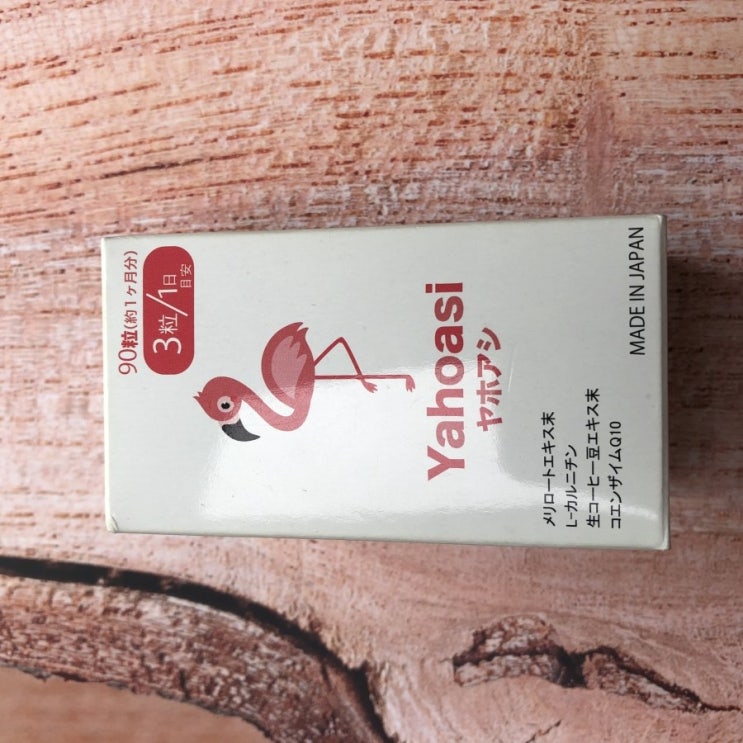 90粒(約1ヶ月分)
3粒/1日
目安
Yahoasi
ヤホアシ
メリロートエキス末
L-カルニチン
生コーヒー豆エキス末
コエンザイムQ10
MADE IN JAPAN